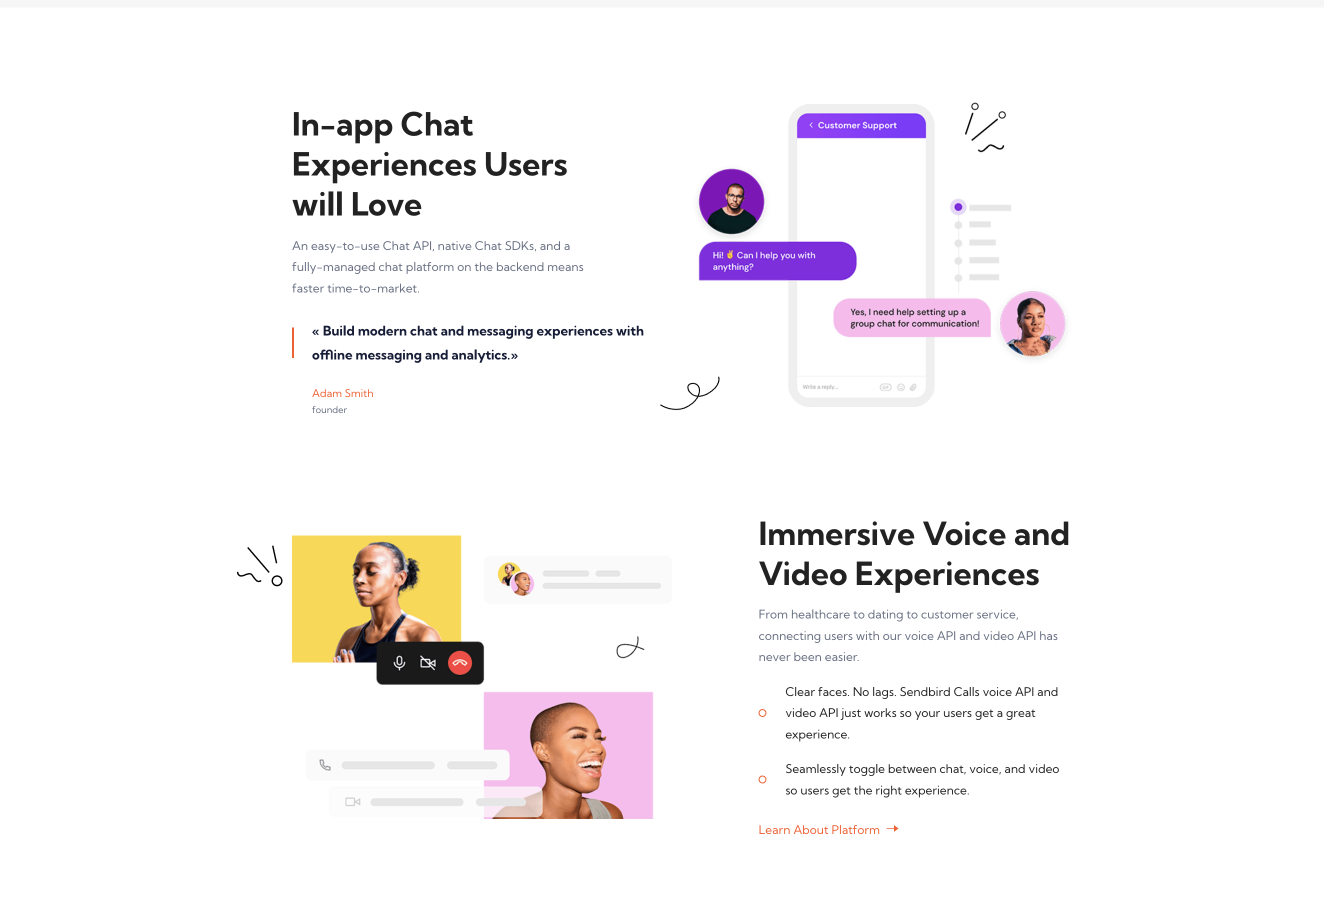 In-app Chat
Experiences Users
will Love
An easy-to-use Chat API, native Chat SDKs, and a
fully-managed chat platform on the backend means
faster time-to-market.
« Build modern chat and messaging experiences with
offline messaging and analytics.»
Adam Smith
founder
Customer Support
Hi! ✌️ Can I help you with
anything?
Yes, I need help setting up a
group chat for communication!
Write a reply...
Immersive Voice and
Video Experiences
From healthcare to dating to customer service,
connecting users with our voice API and video API has
never been easier.
Clear faces. No lags. Sendbird Calls voice API and
video API just works so your users get a great
experience.
Seamlessly toggle between chat, voice, and video
so users get the right experience.
Learn About Platform